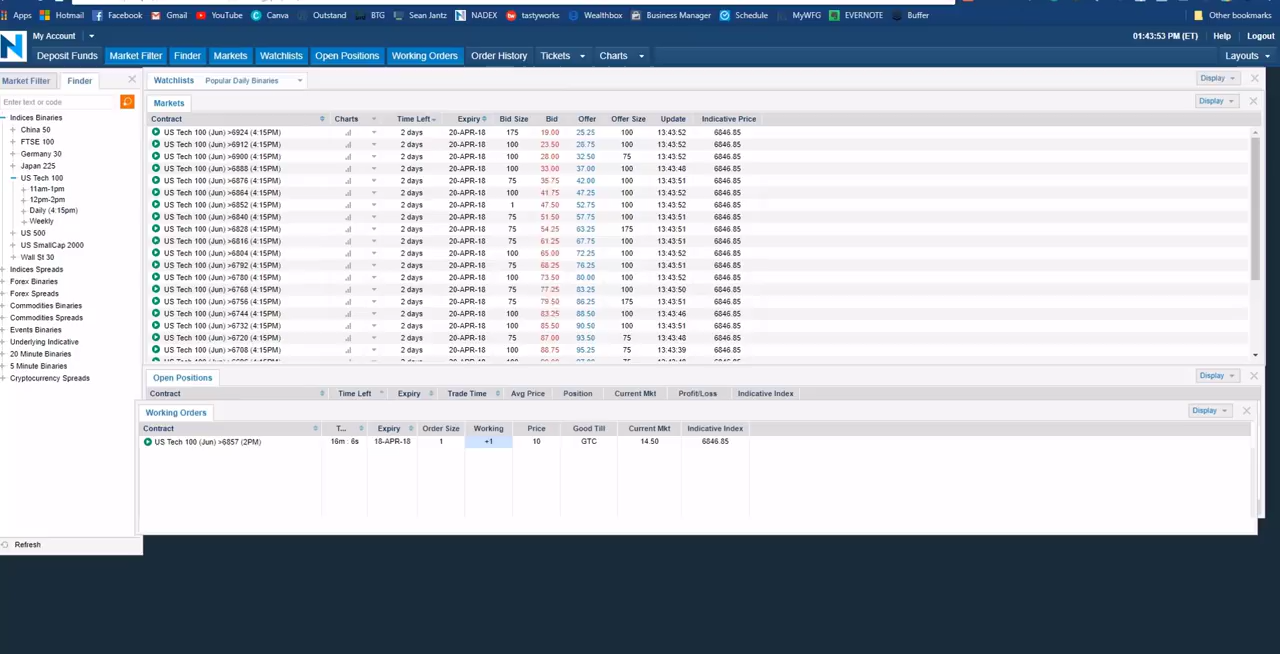 Apps Hotmail Facebook Gmail YouTube Canva Outstand BTG Sean Jantz NADEX tastyworks Wealthbox Business Manager Schedule MyWFG EVERNOTE Buffer Other bookmarks
N My Account 01:43:53 PM (ET) Help Logout
Deposit Funds Market Filter Finder Markets Watchlists Open Positions Working Orders Order History Tickets Charts Layouts
Market Filter Finder
Enter text or code
Indices Binaries
China 50
FTSE 100
Germany 30
Japan 225
US Tech 100
11am-1pm
12pm-2pm
Daily (4:15pm)
Weekly
US 500
US SmallCap 2000
Wall St 30
Indices Spreads
Forex Binaries
Forex Spreads
Commodities Binaries
Commodities Spreads
Events Binaries
Underlying Indicative
20 Minute Binaries
5 Minute Binaries
Cryptocurrency Spreads
Refresh
Watchlists Popular Daily Binaries Display
Markets Display
Contract Charts Time Left Expiry Bid Size Bid Offer Offer Size Update Indicative Price
US Tech 100 (Jun) >6924 (4:15PM) 2 days 20-APR-18 175 19.00 25.25 100 13:43:52 6846.85
US Tech 100 (Jun) >6912 (4:15PM) 2 days 20-APR-18 100 23.50 28.75 100 13:43:52 6846.85
US Tech 100 (Jun) >6900 (4:15PM) 2 days 20-APR-18 100 28.00 32.50 75 13:43:52 6846.85
US Tech 100 (Jun) >6888 (4:15PM) 2 days 20-APR-18 100 33.00 37.00 100 13:43:48 6846.85
US Tech 100 (Jun) >6876 (4:15PM) 2 days 20-APR-18 75 35.75 42.00 100 13:43:51 6846.85
US Tech 100 (Jun) >6864 (4:15PM) 2 days 20-APR-18 100 41.75 47.25 100 13:43:52 6846.85
US Tech 100 (Jun) >6852 (4:15PM) 2 days 20-APR-18 1 47.50 52.75 100 13:43:52 6846.85
US Tech 100 (Jun) >6840 (4:15PM) 2 days 20-APR-18 75 51.50 57.75 100 13:43:51 6846.85
US Tech 100 (Jun) >6828 (4:15PM) 2 days 20-APR-18 75 54.25 63.25 175 13:43:51 6846.85
US Tech 100 (Jun) >6816 (4:15PM) 2 days 20-APR-18 75 61.25 67.75 100 13:43:51 6846.85
US Tech 100 (Jun) >6804 (4:15PM) 2 days 20-APR-18 100 65.00 72.25 100 13:43:52 6846.85
US Tech 100 (Jun) >6792 (4:15PM) 2 days 20-APR-18 75 68.25 76.25 100 13:43:51 6846.85
US Tech 100 (Jun) >6780 (4:15PM) 2 days 20-APR-18 100 73.50 80.00 100 13:43:52 6846.85
US Tech 100 (Jun) >6768 (4:15PM) 2 days 20-APR-18 75 77.25 83.25 100 13:43:50 6846.85
US Tech 100 (Jun) >6756 (4:15PM) 2 days 20-APR-18 75 79.50 86.25 175 13:43:51 6846.85
US Tech 100 (Jun) >6744 (4:15PM) 2 days 20-APR-18 100 83.25 88.50 100 13:43:46 6846.85
US Tech 100 (Jun) >6732 (4:15PM) 2 days 20-APR-18 100 85.50 90.50 100 13:43:51 6846.85
US Tech 100 (Jun) >6720 (4:15PM) 2 days 20-APR-18 75 87.00 93.50 75 13:43:48 6846.85
US Tech 100 (Jun) >6708 (4:15PM) 2 days 20-APR-18 100 88.75 95.25 75 13:43:39 6846.85
Open Positions Display
Contract Time Left Expiry Trade Time Avg Price Position Current Mkt Profit/Loss Indicative Index
Working Orders Display
Contract T... Expiry Order Size Working Price Good Till Current Mkt Indicative Index
US Tech 100 (Jun) >6857 (2PM) 16m : 6s 18-APR-18 1 +1 10 GTC 14.50 6846.85